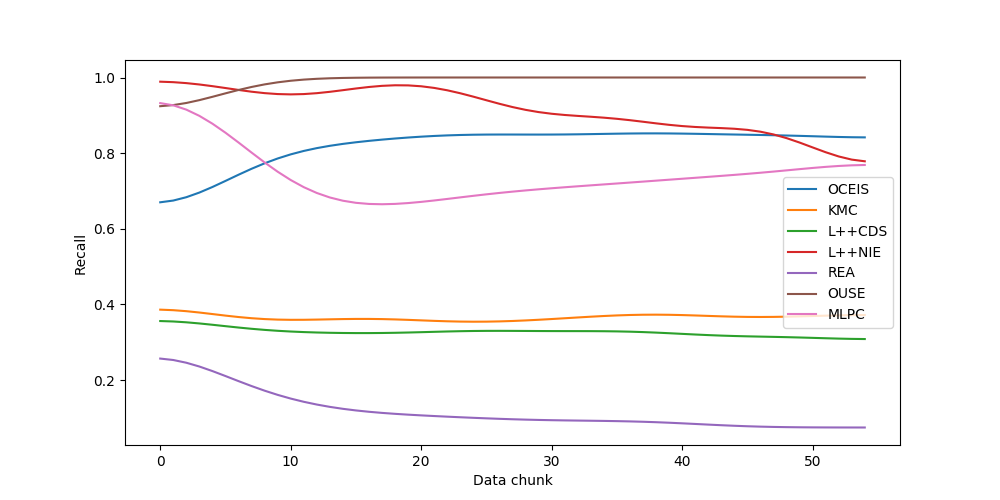 1.0
0.8
0.6
0.4
0.2
Recall
0
10
20
30
40
50
Data chunk
OCEIS
KMC
L++CDS
L++NIE
REA
OUSE
MLPC